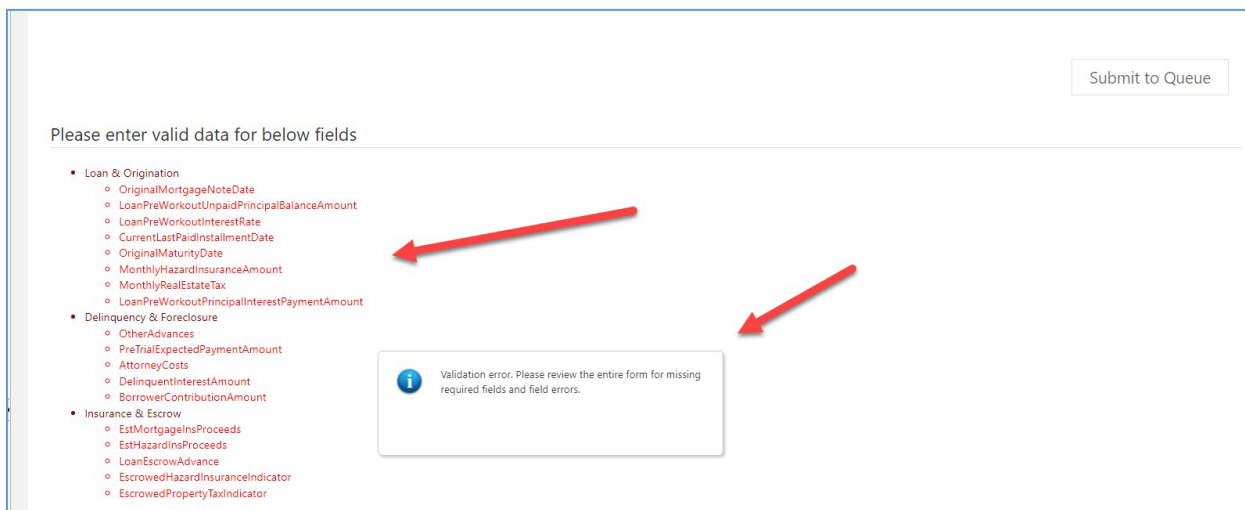 Submit to Queue
Please enter valid data for below fields
Loan & Origination
OriginalMortgageNoteDate
LoanPreWorkoutUnpaidPrincipalBalanceAmount
LoanPreWorkoutInterestRate
CurrentLastPaidInstallmentDate
OriginalMaturityDate
MonthlyHazardInsuranceAmount
MonthlyRealEstateTax
LoanPreWorkoutPrincipalInterestPaymentAmount
Delinquency & Foreclosure
OtherAdvances
PreTrialExpectedPaymentAmount
AttorneyCosts
DelinquentInterestAmount
BorrowerContributionAmount
Validation error. Please review the entire form for missing
required fields and field errors.
Insurance & Escrow
EstMortgageInsProceeds
EstHazardInsProceeds
LoanEscrowAdvance
EscrowedHazardInsuranceIndicator
EscrowedPropertyTaxIndicator